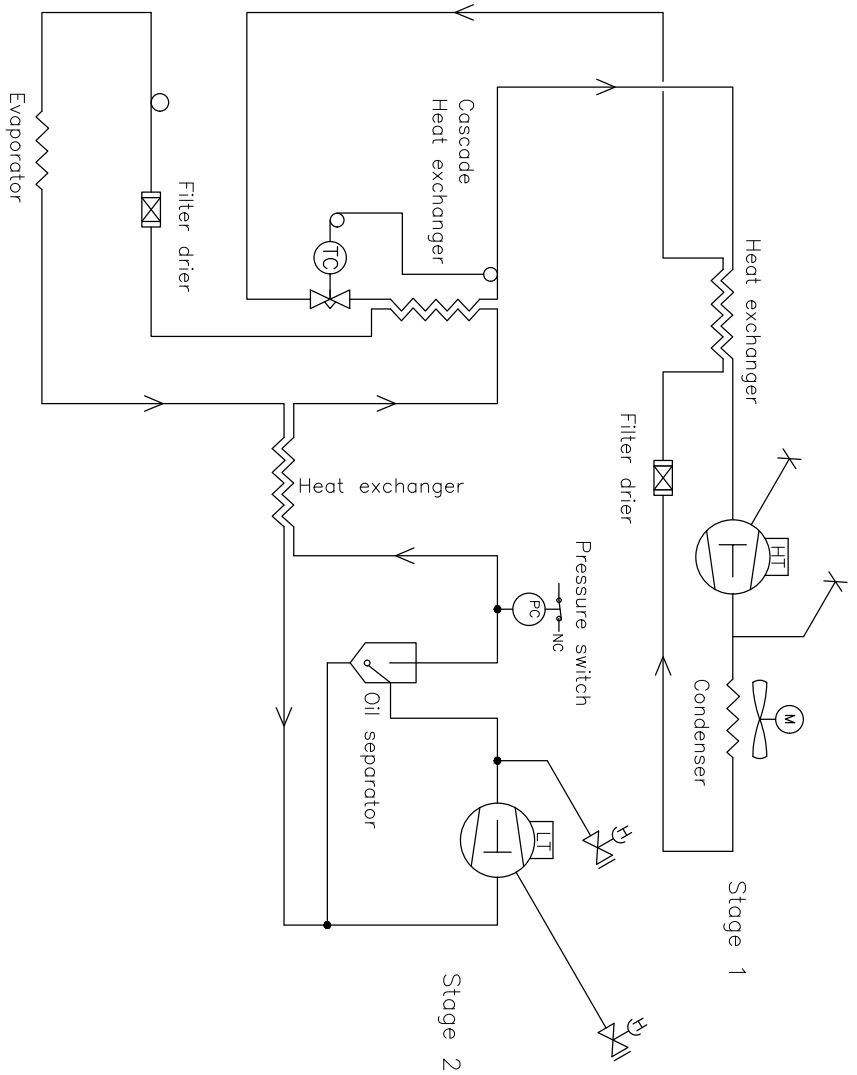 Stage 1
Stage 2
Condenser
M
HT
Heat exchanger
Filter drier
Pressure switch
NC
PC
Oil separator
LT
Heat exchanger
Cascade
Heat exchanger
TC
Filter drier
Evaporator